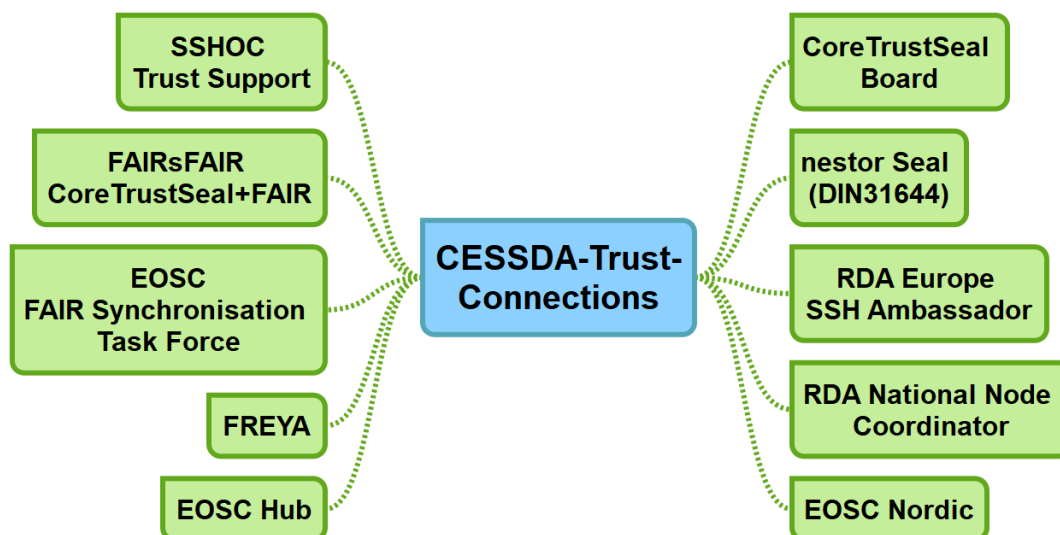 SSHOC
Trust Support
FAIRsFAIR
CoreTrustSeal+FAIR
EOSC
FAIR Synchronisation
Task Force
FREYA
EOSC Hub
CESSDA-Trust-
Connections
CoreTrustSeal
Board
nestor Seal
(DIN31644)
RDA Europe
SSH Ambassador
RDA National Node
Coordinator
EOSC Nordic